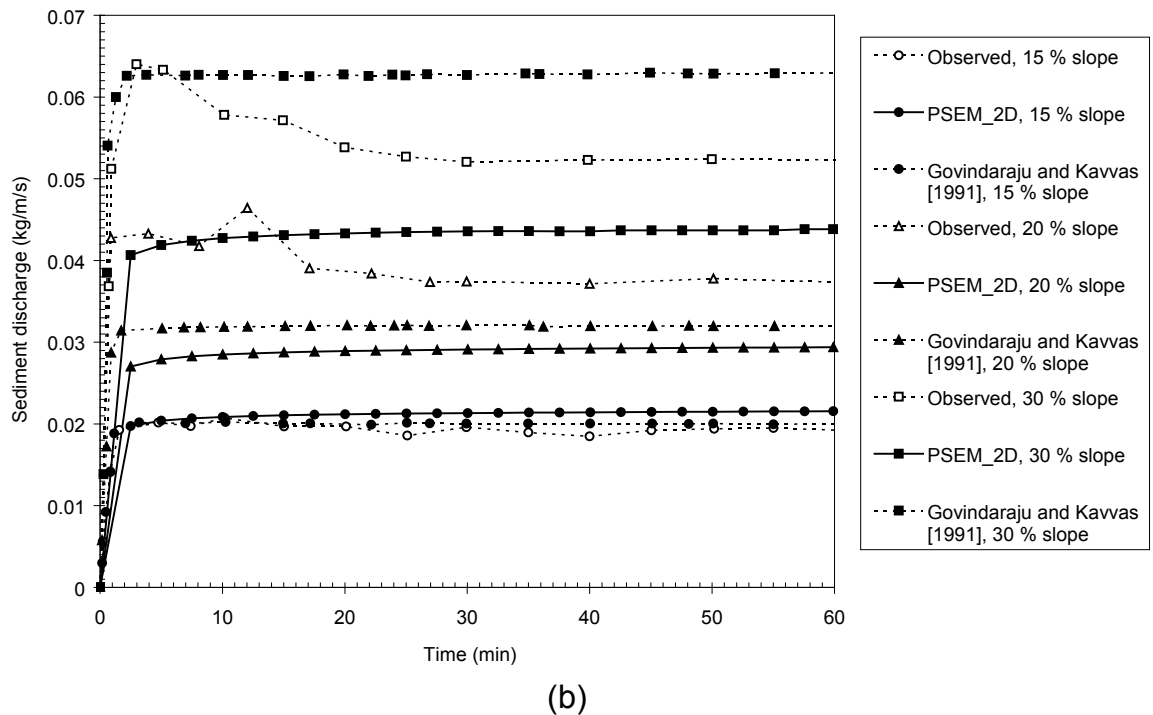 0.07
0.06
0.05
0.04
0.03
0.02
0.01
0
Sediment discharge (kg/m/s)
0 10 20 30 40 50 60
Time (min)
Observed, 15 % slope
PSEM_2D, 15 % slope
Govindaraju and Kavvas
[1991], 15 % slope
Observed, 20 % slope
PSEM_2D, 20 % slope
Govindaraju and Kavvas
[1991], 20 % slope
Observed, 30 % slope
PSEM_2D, 30 % slope
Govindaraju and Kavvas
[1991], 30 % slope
(b)